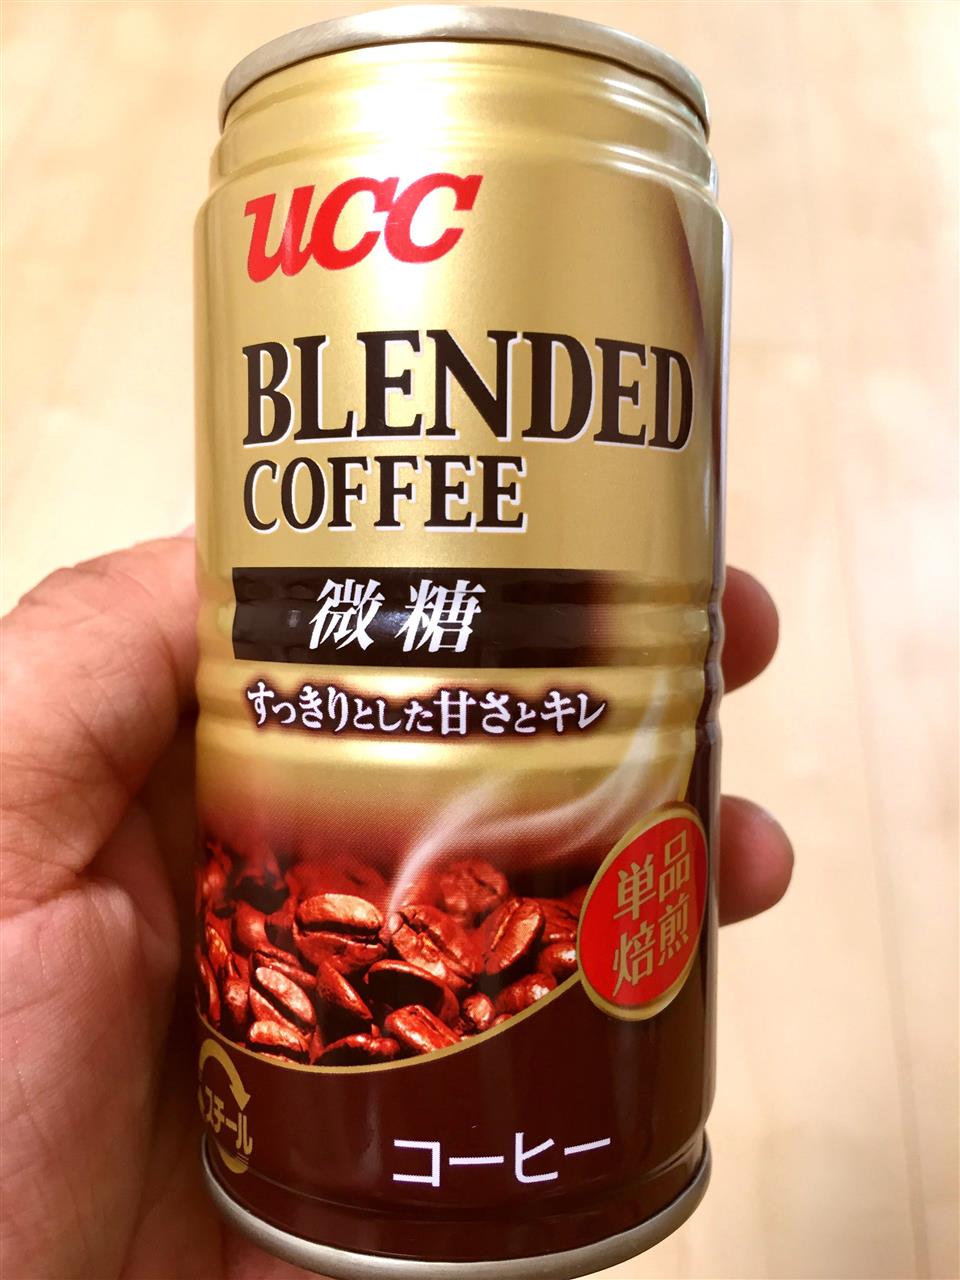 UCC
BLENDED
COFFEE
微糖
すっきりとした甘さとキレ
単品
焙煎
スチール
コーヒー